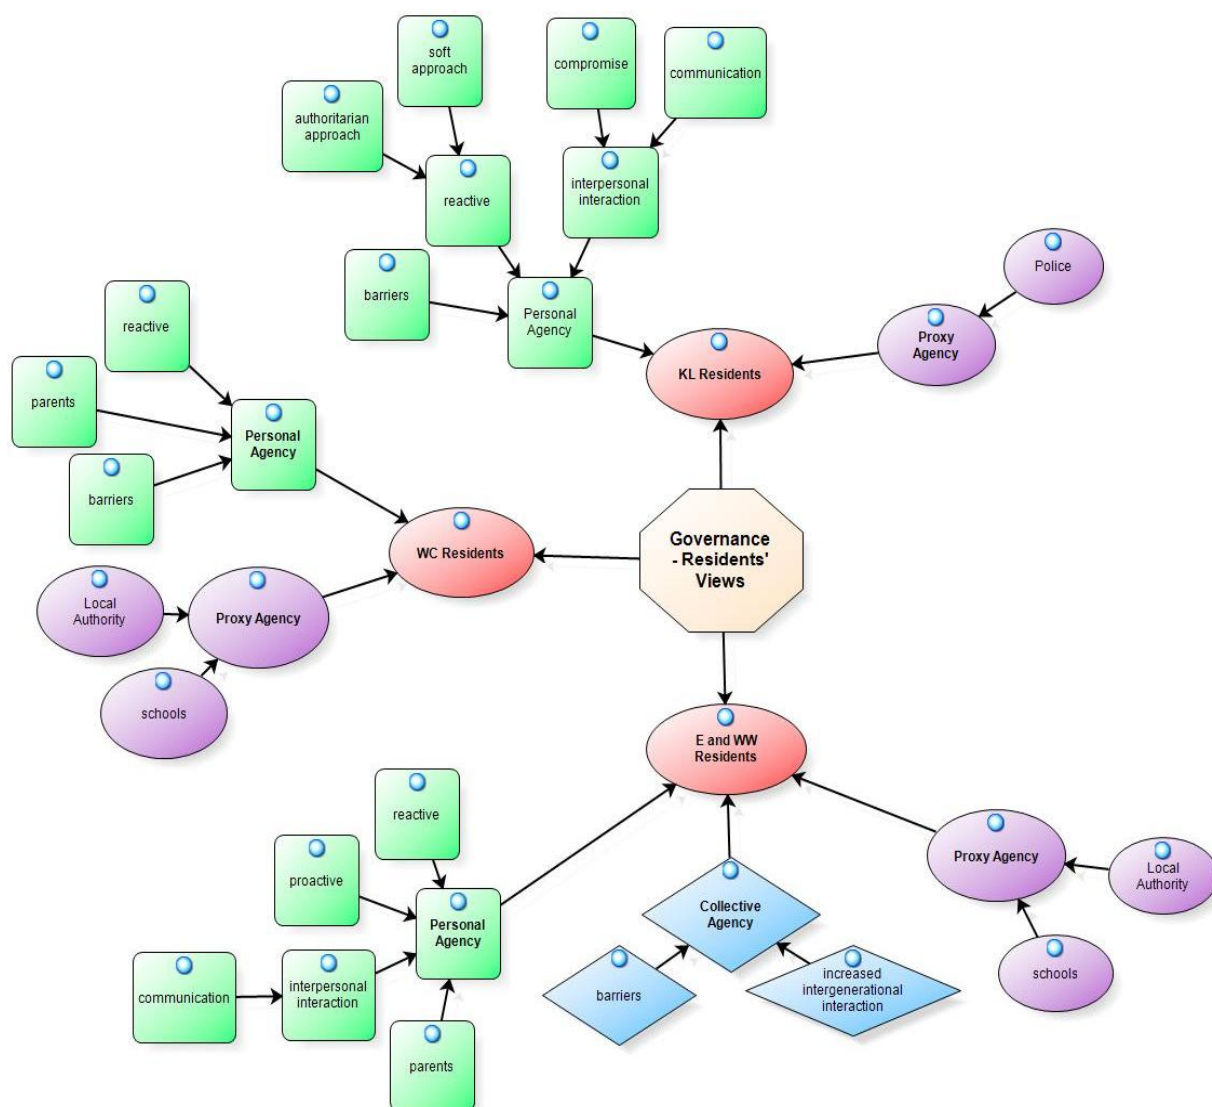 soft
approach
compromise
communication
authoritarian
approach
reactive
interpersonal
interaction
barriers
Personal
Agency
Police
Proxy
Agency
KL Residents
reactive
parents
Personal
Agency
barriers
WC Residents
Governance
- Residents'
Views
Local
Authority
Proxy Agency
schools
E and WW
Residents
reactive
proactive
Personal
Agency
communication
interpersonal
interaction
parents
Collective
Agency
barriers
increased
intergenerational
interaction
Proxy Agency
Local
Authority
schools